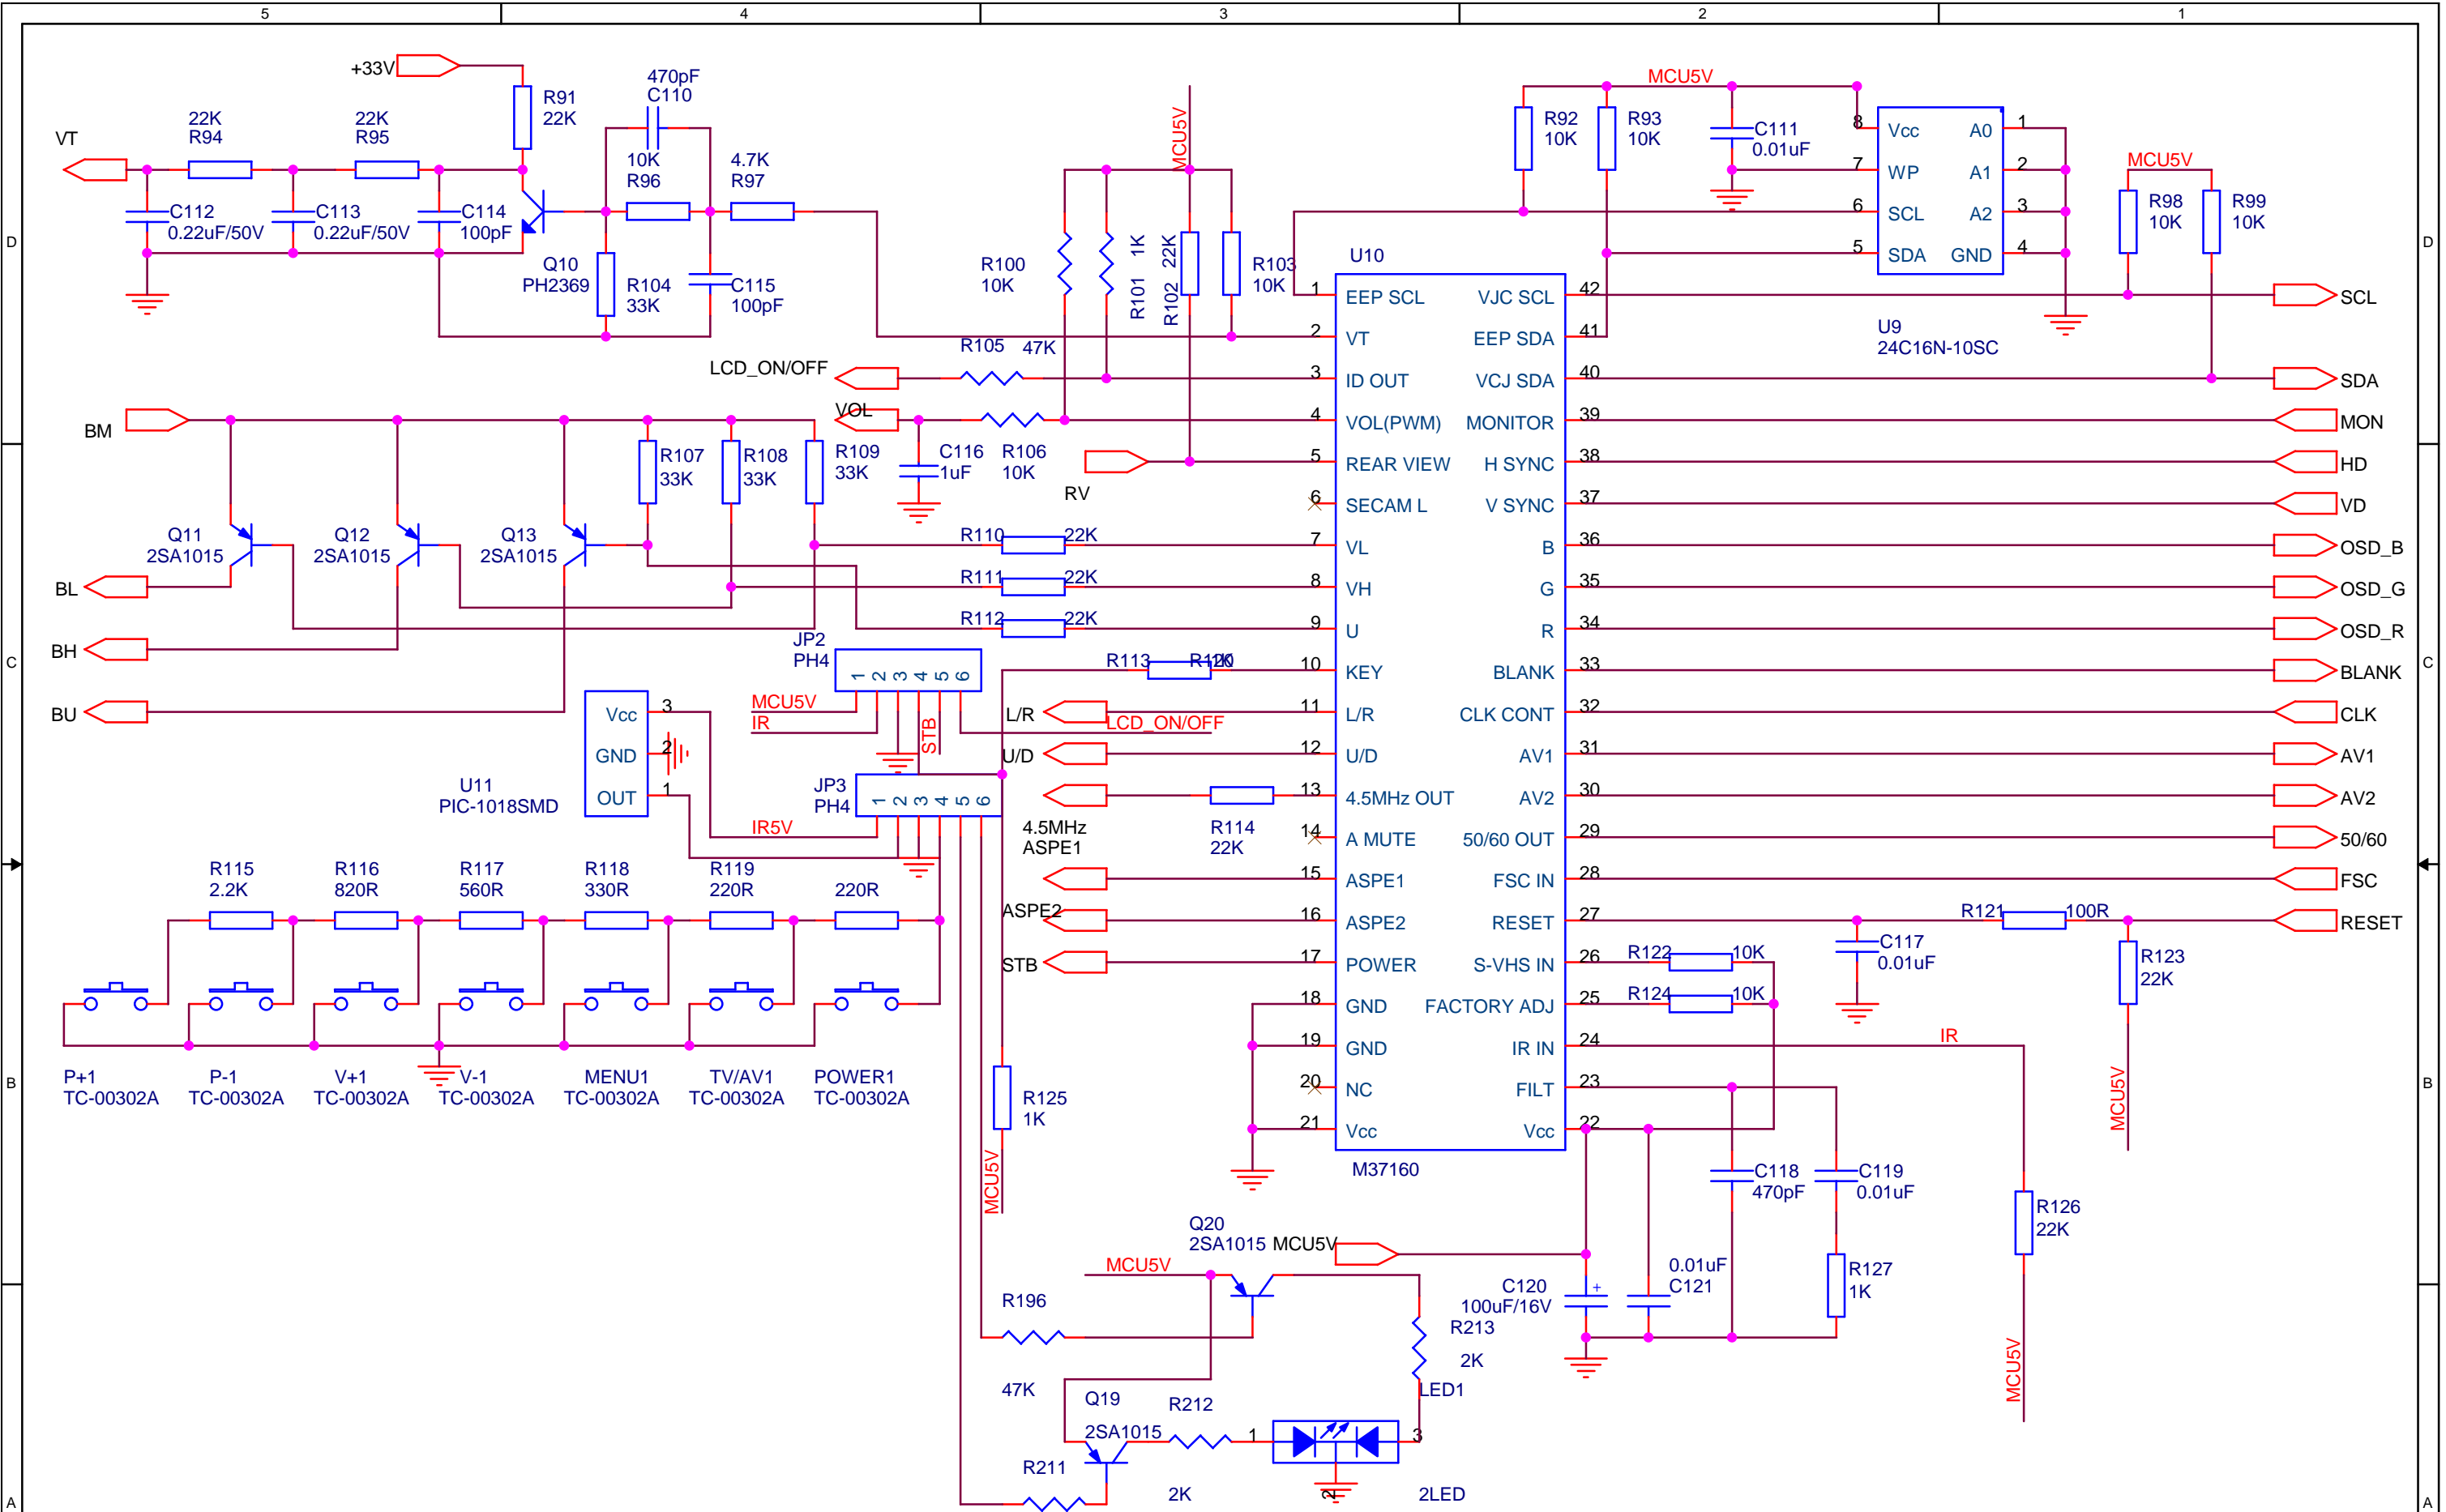 5 4 3 2 1
+33V
R91
22K
470pF
C110
22K
R94
22K
R95
VT
10K
R96
4.7K
R97
C112
0.22uF/50V
C113
0.22uF/50V
C114
100pF
Q10
PH2369
R104
33K
C115
100pF
MCU5V
R100
10K
R101 1K
R102 22K
R103
10K
MCU5V
R92
10K
R93
10K
C111
0.01uF
8 Vcc A0 1
7 WP A1 2
6 SCL A2 3
5 SDA GND 4
U9
24C16N-10SC
MCU5V
R98
10K
R99
10K
D
D
U10
1 EEP SCL VJC SCL 42 SCL
2 VT EEP SDA 41
3 ID OUT VCJ SDA 40 SDA
4 VOL(PWM) MONITOR 39 MON
5 REAR VIEW H SYNC 38 HD
6 SECAM L V SYNC 37 VD
7 VL B 36 OSD_B
8 VH G 35 OSD_G
9 U R 34 OSD_R
10 KEY BLANK 33 BLANK
11 L/R CLK CONT 32 CLK
12 U/D AV1 31 AV1
13 4.5MHz OUT AV2 30 AV2
14 A MUTE 50/60 OUT 29 50/60
15 ASPE1 FSC IN 28 FSC
16 ASPE2 RESET 27 RESET
17 POWER S-VHS IN 26
18 GND FACTORY ADJ 25
19 GND IR IN 24
20 NC FILT 23
21 Vcc Vcc 22
M37160
R105 47K
LCD_ON/OFF
VOL
C116
1uF
R106
10K
RV
BM
R107
33K
R108
33K
R109
33K
Q11
2SA1015
Q12
2SA1015
Q13
2SA1015
BL
BH
BU
R110 22K
R111 22K
R112 22K
R113 R120
C
C
JP2
PH4
1 2 3 4 5 6
MCU5V
IR
STB
LCD_ON/OFF
L/R
U/D
Vcc 3
GND 2
OUT 1
U11
PIC-1018SMD
JP3
PH4
1 2 3 4 5 6
IR5V
4.5MHz
ASPE1
R114
22K
ASPE2
STB
R115
2.2K
R116
820R
R117
560R
R118
330R
R119
220R
220R
P+1
TC-00302A
P-1
TC-00302A
V+1
TC-00302A
V-1
TC-00302A
MENU1
TC-00302A
TV/AV1
TC-00302A
POWER1
TC-00302A
B
B
R125
1K
MCU5V
R121 100R
C117
0.01uF
R123
22K
MCU5V
R122 10K
R124 10K
IR
C118
470pF
C119
0.01uF
R126
22K
MCU5V
R127
1K
Q20
2SA1015
MCU5V
MCU5V
C120
100uF/16V
+
0.01uF
C121
R196
47K
R213
2K
LED1
Q19
2SA1015
R212
2K
1 3
2
2LED
R211
A
A